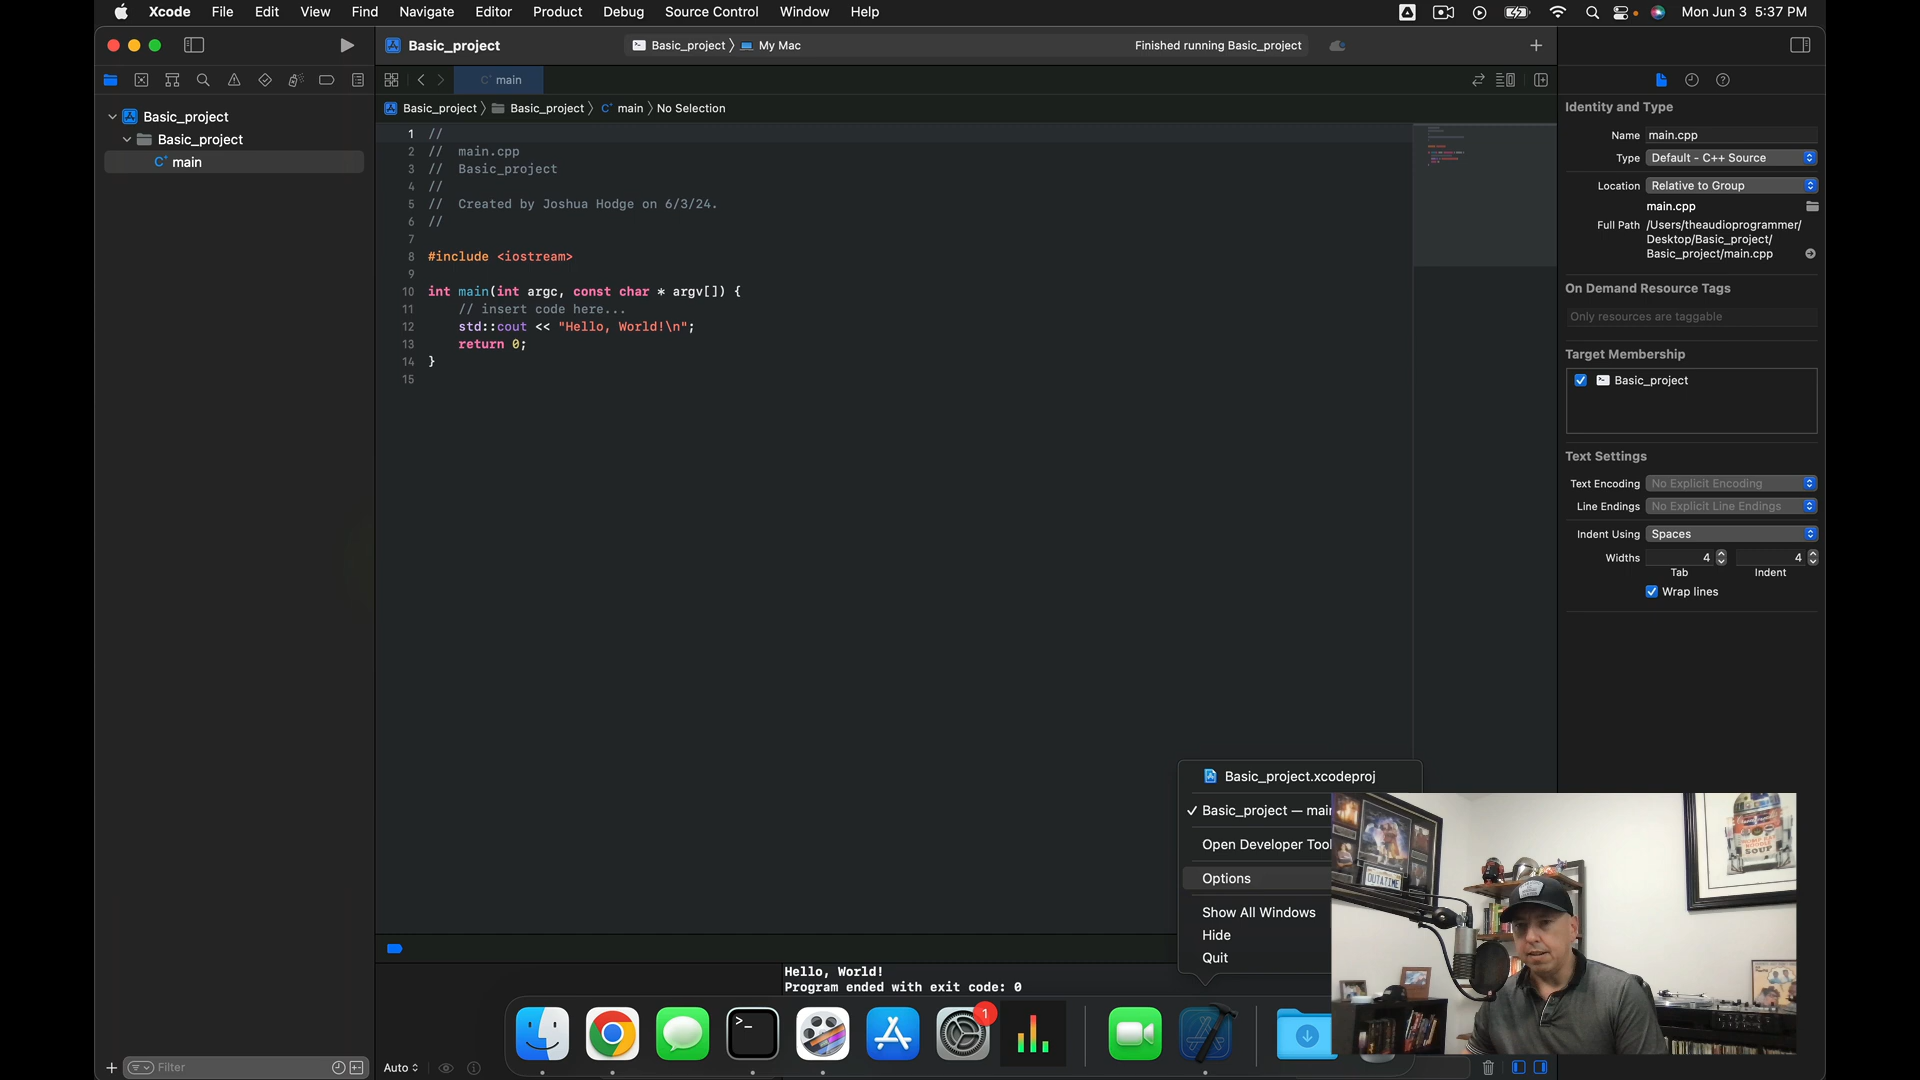 Xcode File Edit View Find Navigate Editor Product Debug Source Control Window Help
Mon Jun 3 5:37 PM
Basic_project
Basic_project 〉 My Mac
Finished running Basic_project
main
Basic_project
Basic_project
main
Basic_project 〉 Basic_project 〉 C+ main 〉 No Selection
1 //
2 // main.cpp
3 // Basic_project
4 //
5 // Created by Joshua Hodge on 6/3/24.
6 //
7
8 #include <iostream>
9
10 int main(int argc, const char * argv[]) {
11 // insert code here...
12 std::cout << "Hello, World!\n";
13 return 0;
14 }
15
Identity and Type
Name main.cpp
Type Default - C++ Source
Location Relative to Group
main.cpp
Full Path /Users/theaudioprogrammer/
Desktop/Basic_project/
Basic_project/main.cpp
On Demand Resource Tags
Only resources are taggable
Target Membership
Basic_project
Text Settings
Text Encoding No Explicit Encoding
Line Endings No Explicit Line Endings
Indent Using Spaces
Widths 4 4
Tab Indent
Wrap lines
Basic_project.xcodeproj
✓ Basic_project — mai
Open Developer Tool
Options
Show All Windows
Hide
Quit
OUTATIME
SOUP
Hello, World!
Program ended with exit code: 0
1
Filter
Auto